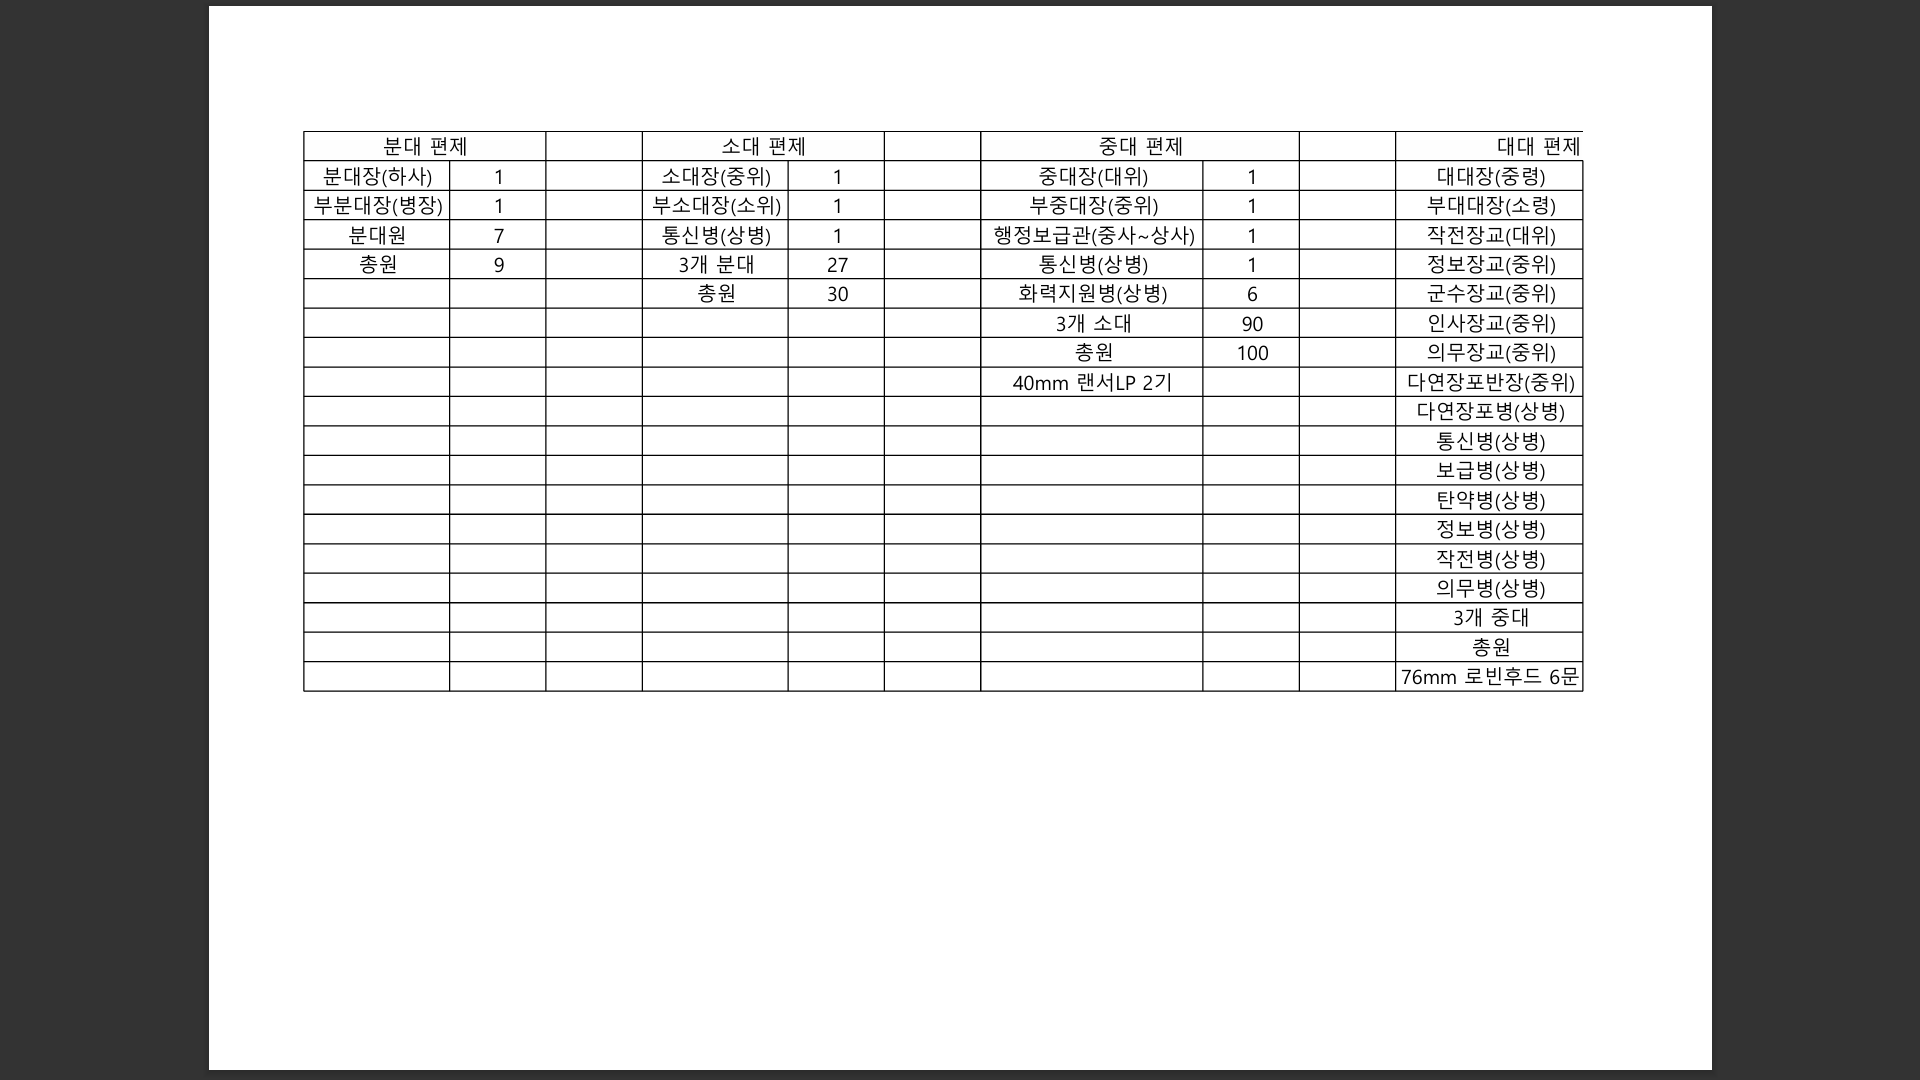 분대 편제 소대 편제 중대 편제 대대 편제
분대장(하사) 1 소대장(중위) 1 중대장(대위) 1 대대장(중령)
부분대장(병장) 1 부소대장(소위) 1 부중대장(중위) 1 부대대장(소령)
분대원 7 통신병(상병) 1 행정보급관(중사~상사) 1 작전장교(대위)
총원 9 3개 분대 27 통신병(상병) 1 정보장교(중위)
총원 30 화력지원병(상병) 6 군수장교(중위)
3개 소대 90 인사장교(중위)
총원 100 의무장교(중위)
40mm 랜서LP 2기 다연장포반장(중위)
다연장포병(상병)
통신병(상병)
보급병(상병)
탄약병(상병)
정보병(상병)
작전병(상병)
의무병(상병)
3개 중대
총원
76mm 로빈후드 6문